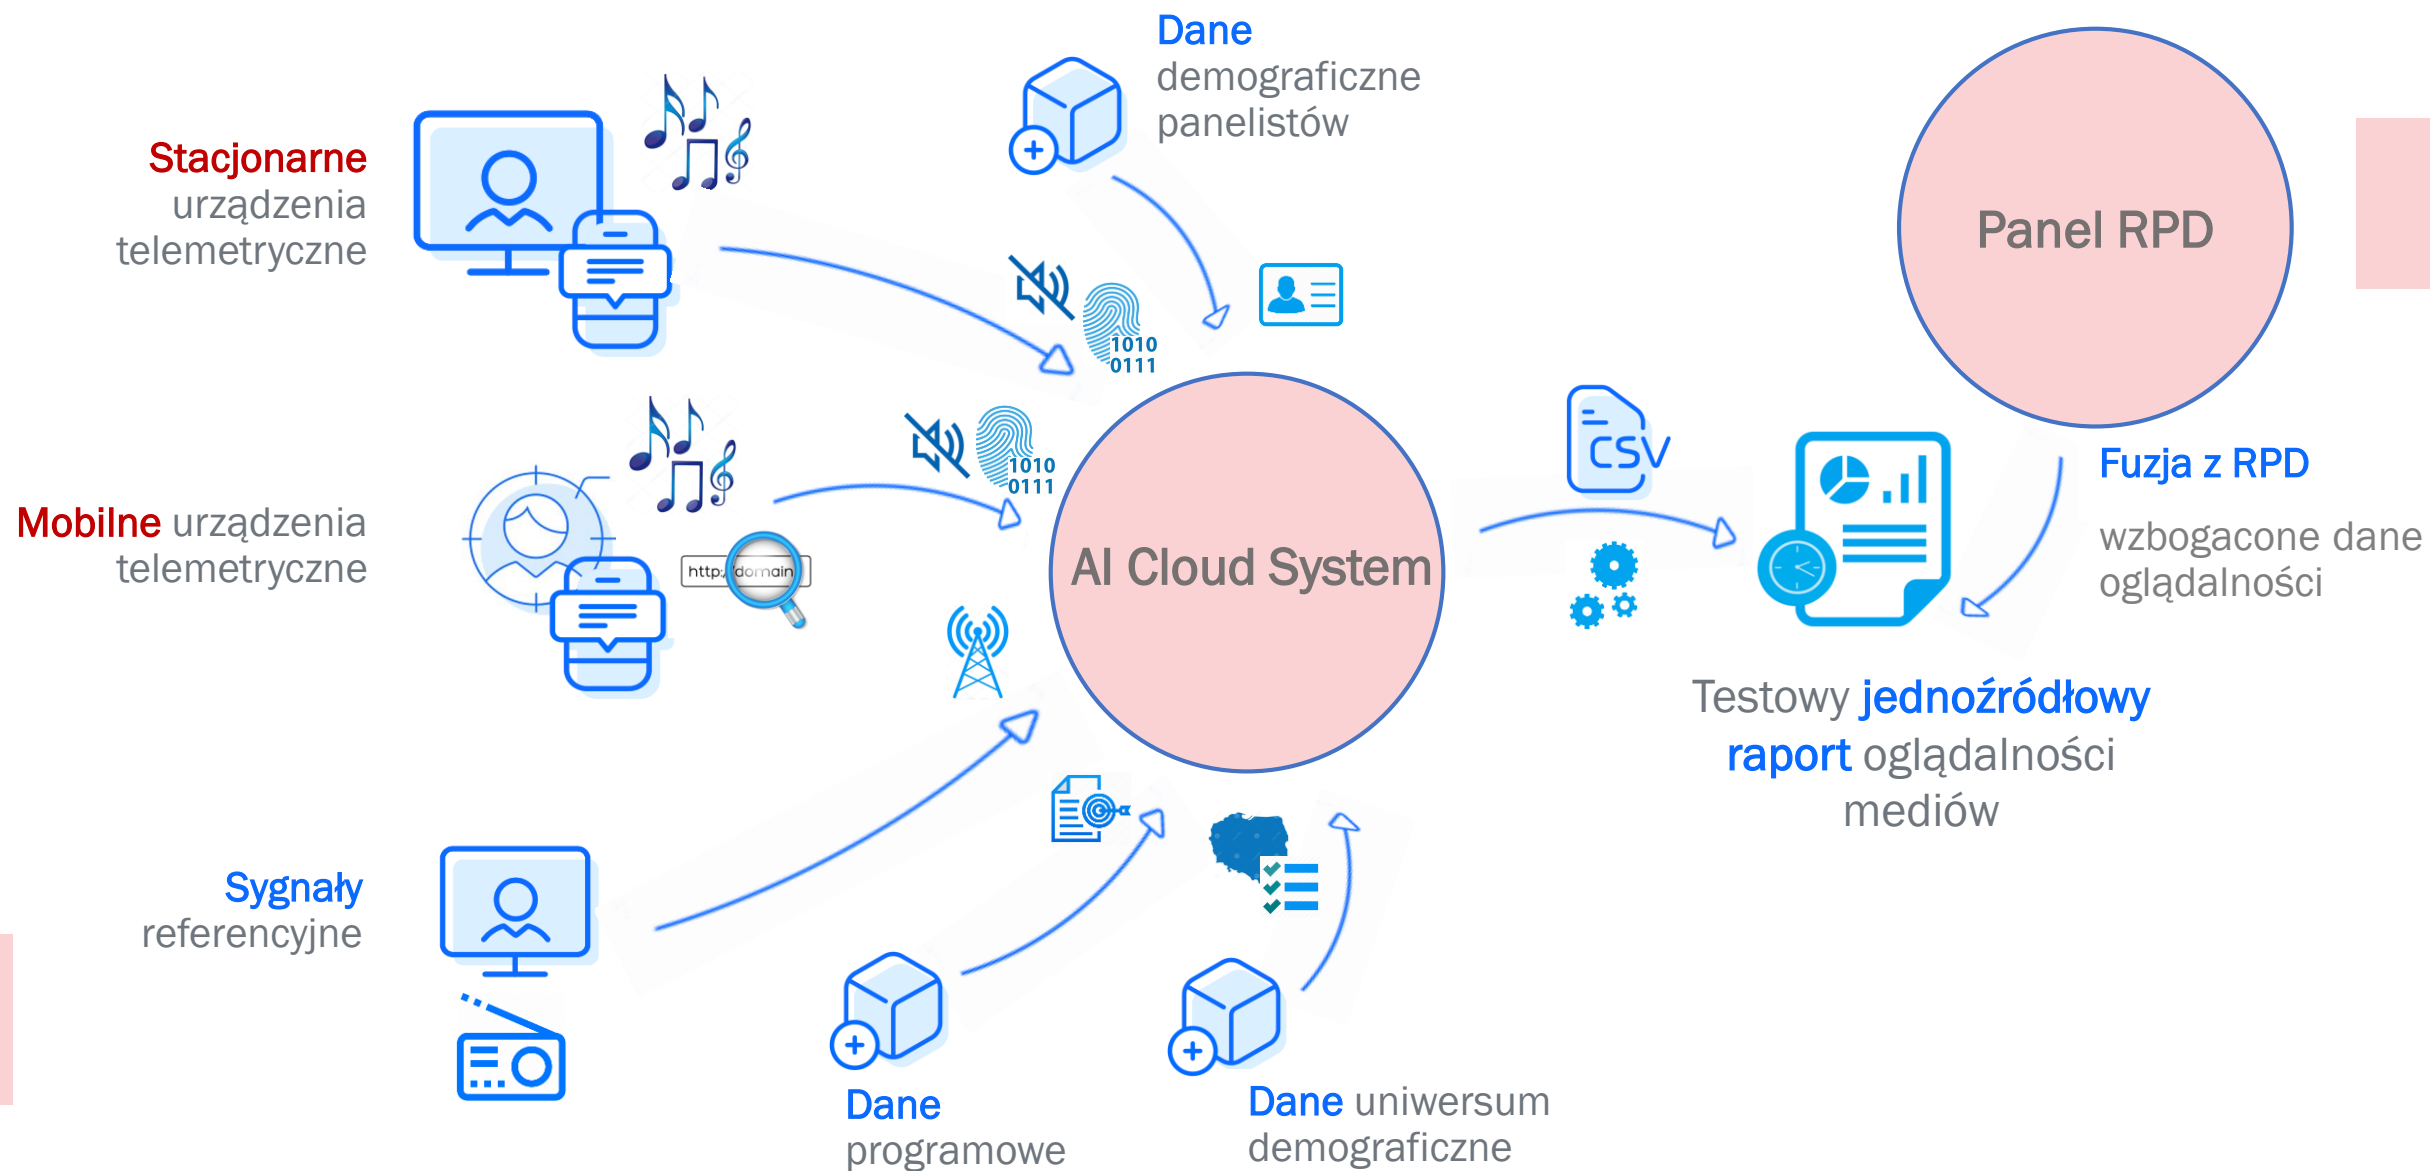 Dane
demograficzne
panelistów
Stacjonarne
urządzenia
telemetryczne
Panel RPD
1010
0111
1010
0111
CSV
Fuzja z RPD
wzbogacone dane
oglądalności
Mobilne urządzenia
telemetryczne
http://domain
AI Cloud System
Testowy jednoźródłowy
raport oglądalności
mediów
Sygnały
referencyjne
Dane
programowe
Dane uniwersum
demograficzne